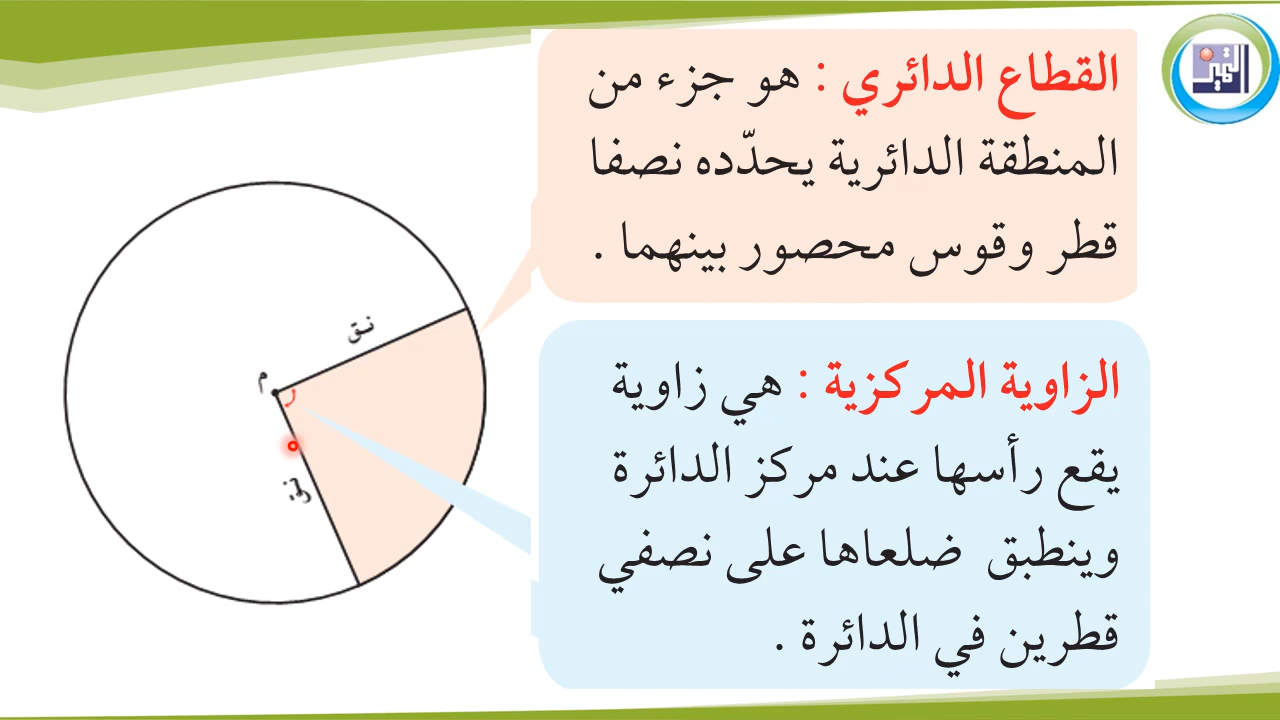 القطاع الدائري : هو جزء من
المنطقة الدائرية يحدّده نصفا
قطر وقوس محصور بينهما .
الزاوية المركزية : هي زاوية
يقع رأسها عند مركز الدائرة
وينطبق ضلعاها على نصفي
قطرين في الدائرة .
نق
م
نق
التميز